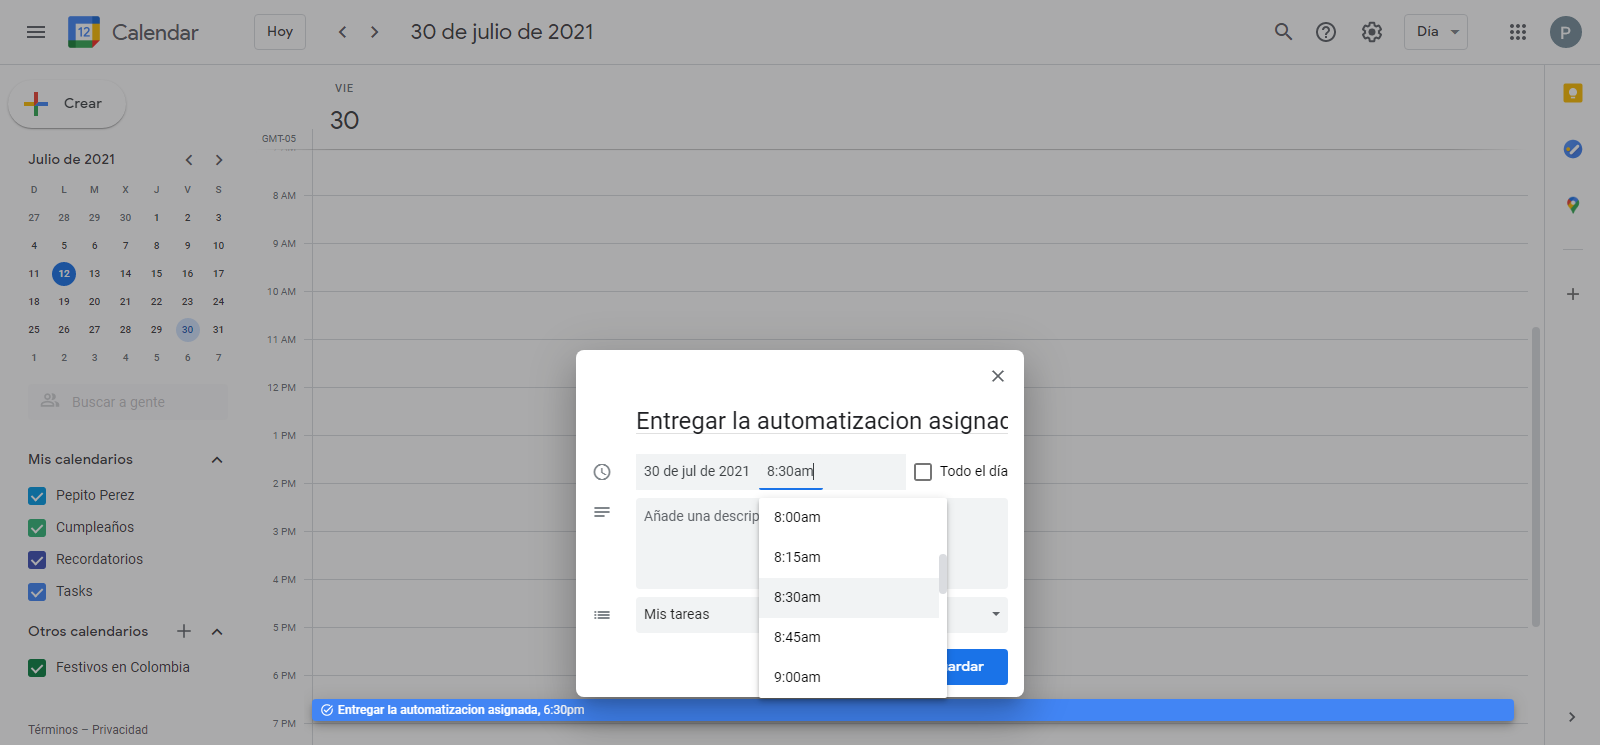 12 Calendar Hoy 30 de julio de 2021 Día P
Crear
VIE
30
GMT-05
Julio de 2021
D L M X J V S
27 28 29 30 1 2 3
4 5 6 7 8 9 10
11 12 13 14 15 16 17
18 19 20 21 22 23 24
25 26 27 28 29 30 31
1 2 3 4 5 6 7
Buscar a gente
Mis calendarios
Pepito Perez
Cumpleaños
Recordatorios
Tasks
Otros calendarios
Festivos en Colombia
Términos – Privacidad
8 AM
9 AM
10 AM
11 AM
12 PM
1 PM
2 PM
3 PM
4 PM
5 PM
6 PM
7 PM
Entregar la automatizacion asignad
30 de jul de 2021 8:30am Todo el día
Añade una descrip
8:00am
8:15am
8:30am
8:45am
9:00am
Mis tareas
ardar
Entregar la automatizacion asignada, 6:30pm